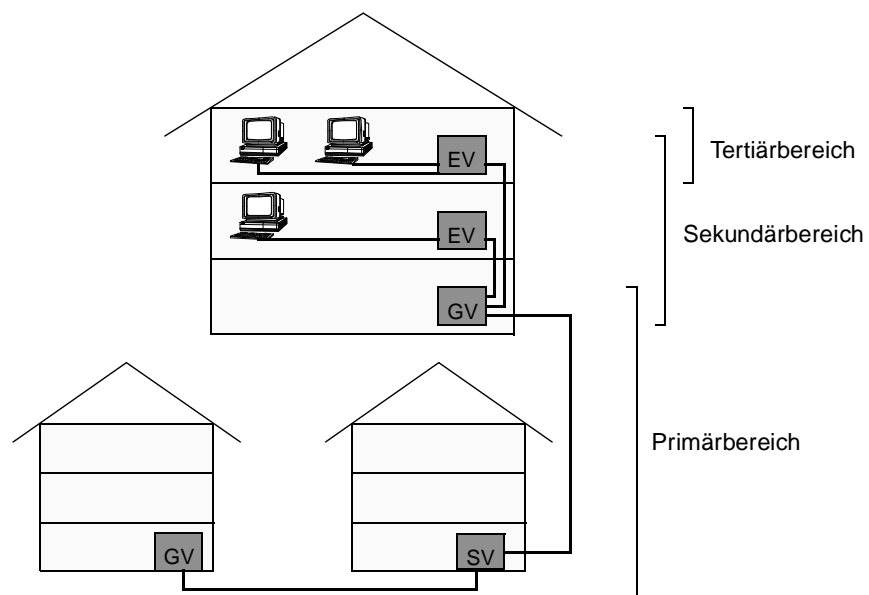 EV
Tertiärbereich
EV
Sekundärbereich
GV
Primärbereich
GV
SV